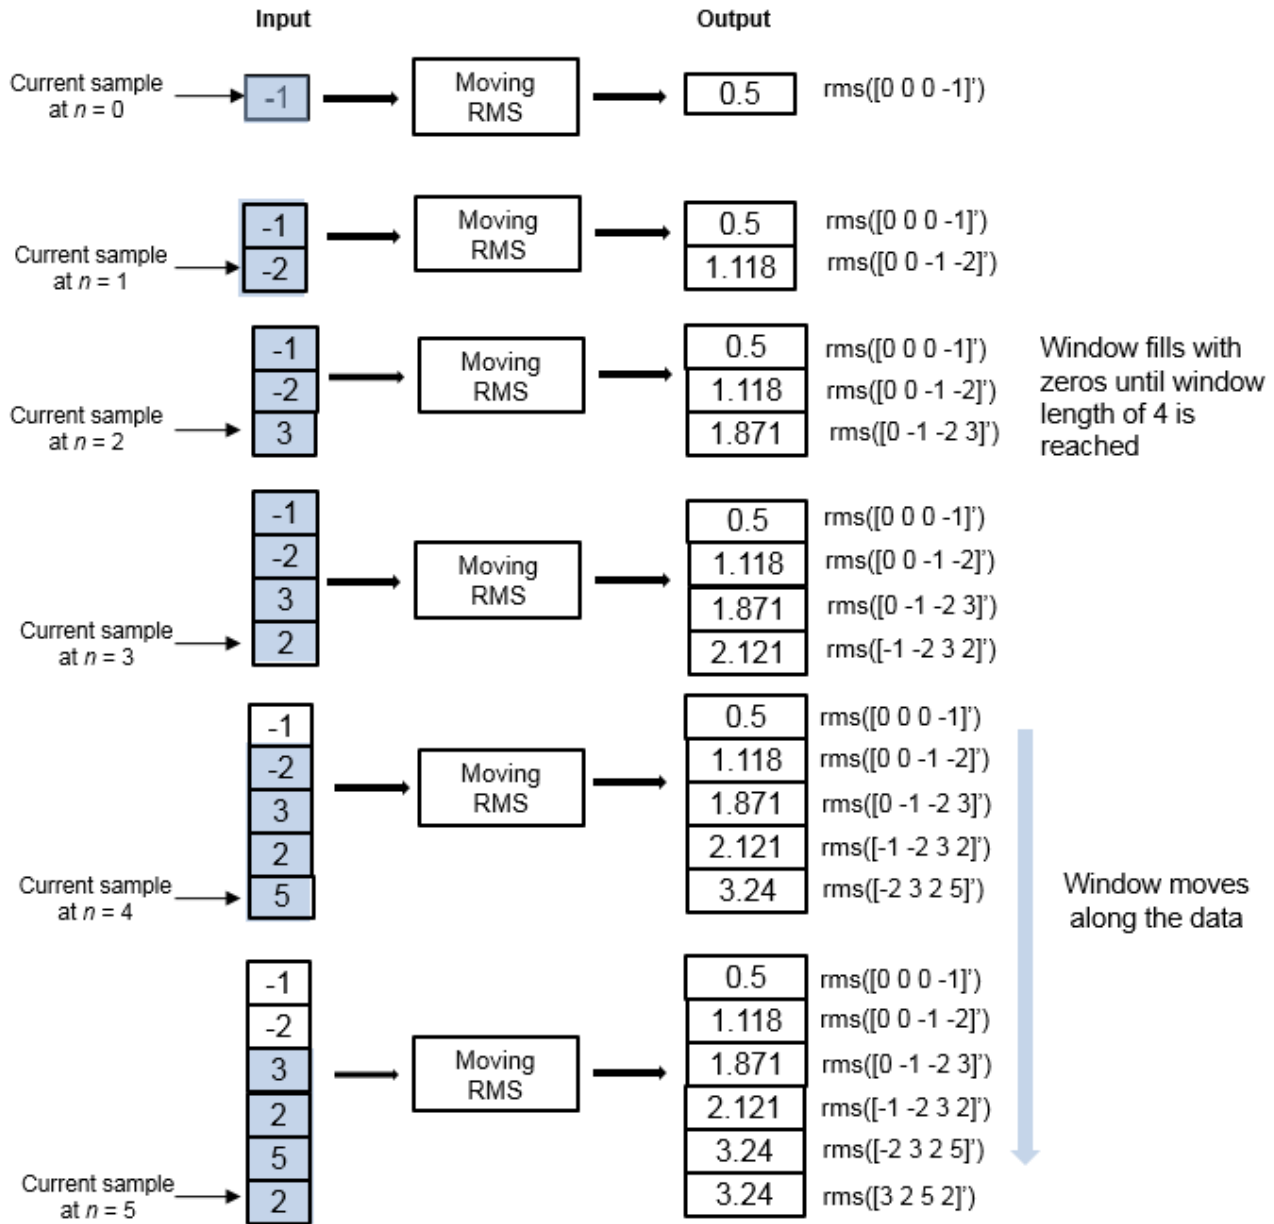 Input Output
Current sample
at n = 0
-1
Moving
RMS
0.5 rms([0 0 0 -1]’)
Current sample
at n = 1
-1
-2
Moving
RMS
0.5 rms([0 0 0 -1]’)
1.118 rms([0 0 -1 -2]’)
Current sample
at n = 2
-1
-2
3
Moving
RMS
0.5 rms([0 0 0 -1]’)
1.118 rms([0 0 -1 -2]’)
1.871 rms([0 -1 -2 3]’)
Window fills with
zeros until window
length of 4 is
reached
Current sample
at n = 3
-1
-2
3
2
Moving
RMS
0.5 rms([0 0 0 -1]’)
1.118 rms([0 0 -1 -2]’)
1.871 rms([0 -1 -2 3]’)
2.121 rms([-1 -2 3 2]’)
Current sample
at n = 4
-1
-2
3
2
5
Moving
RMS
0.5 rms([0 0 0 -1]’)
1.118 rms([0 0 -1 -2]’)
1.871 rms([0 -1 -2 3]’)
2.121 rms([-1 -2 3 2]’)
3.24 rms([-2 3 2 5]’)
Window moves
along the data
Current sample
at n = 5
-1
-2
3
2
5
2
Moving
RMS
0.5 rms([0 0 0 -1]’)
1.118 rms([0 0 -1 -2]’)
1.871 rms([0 -1 -2 3]’)
2.121 rms([-1 -2 3 2]’)
3.24 rms([-2 3 2 5]’)
3.24 rms([3 2 5 2]’)